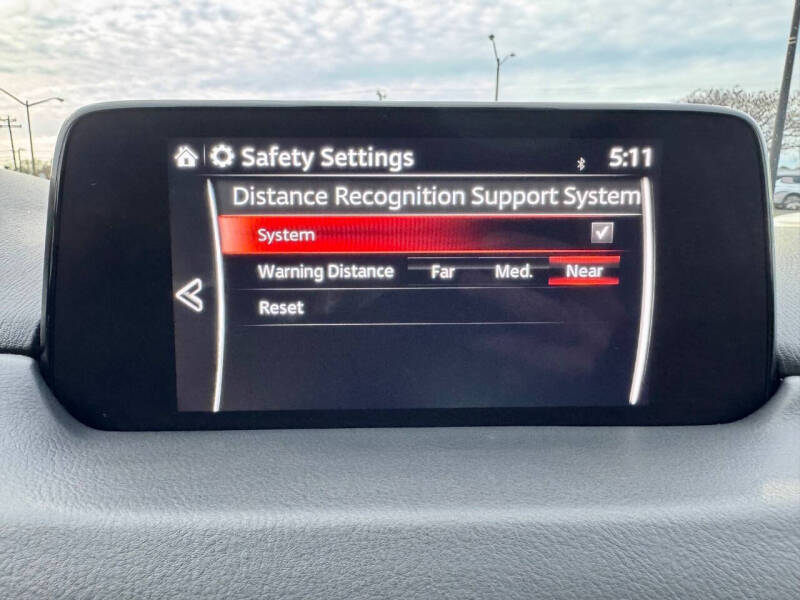 Safety Settings 5:11
Distance Recognition Support System
System
Warning Distance Far Med. Near
Reset